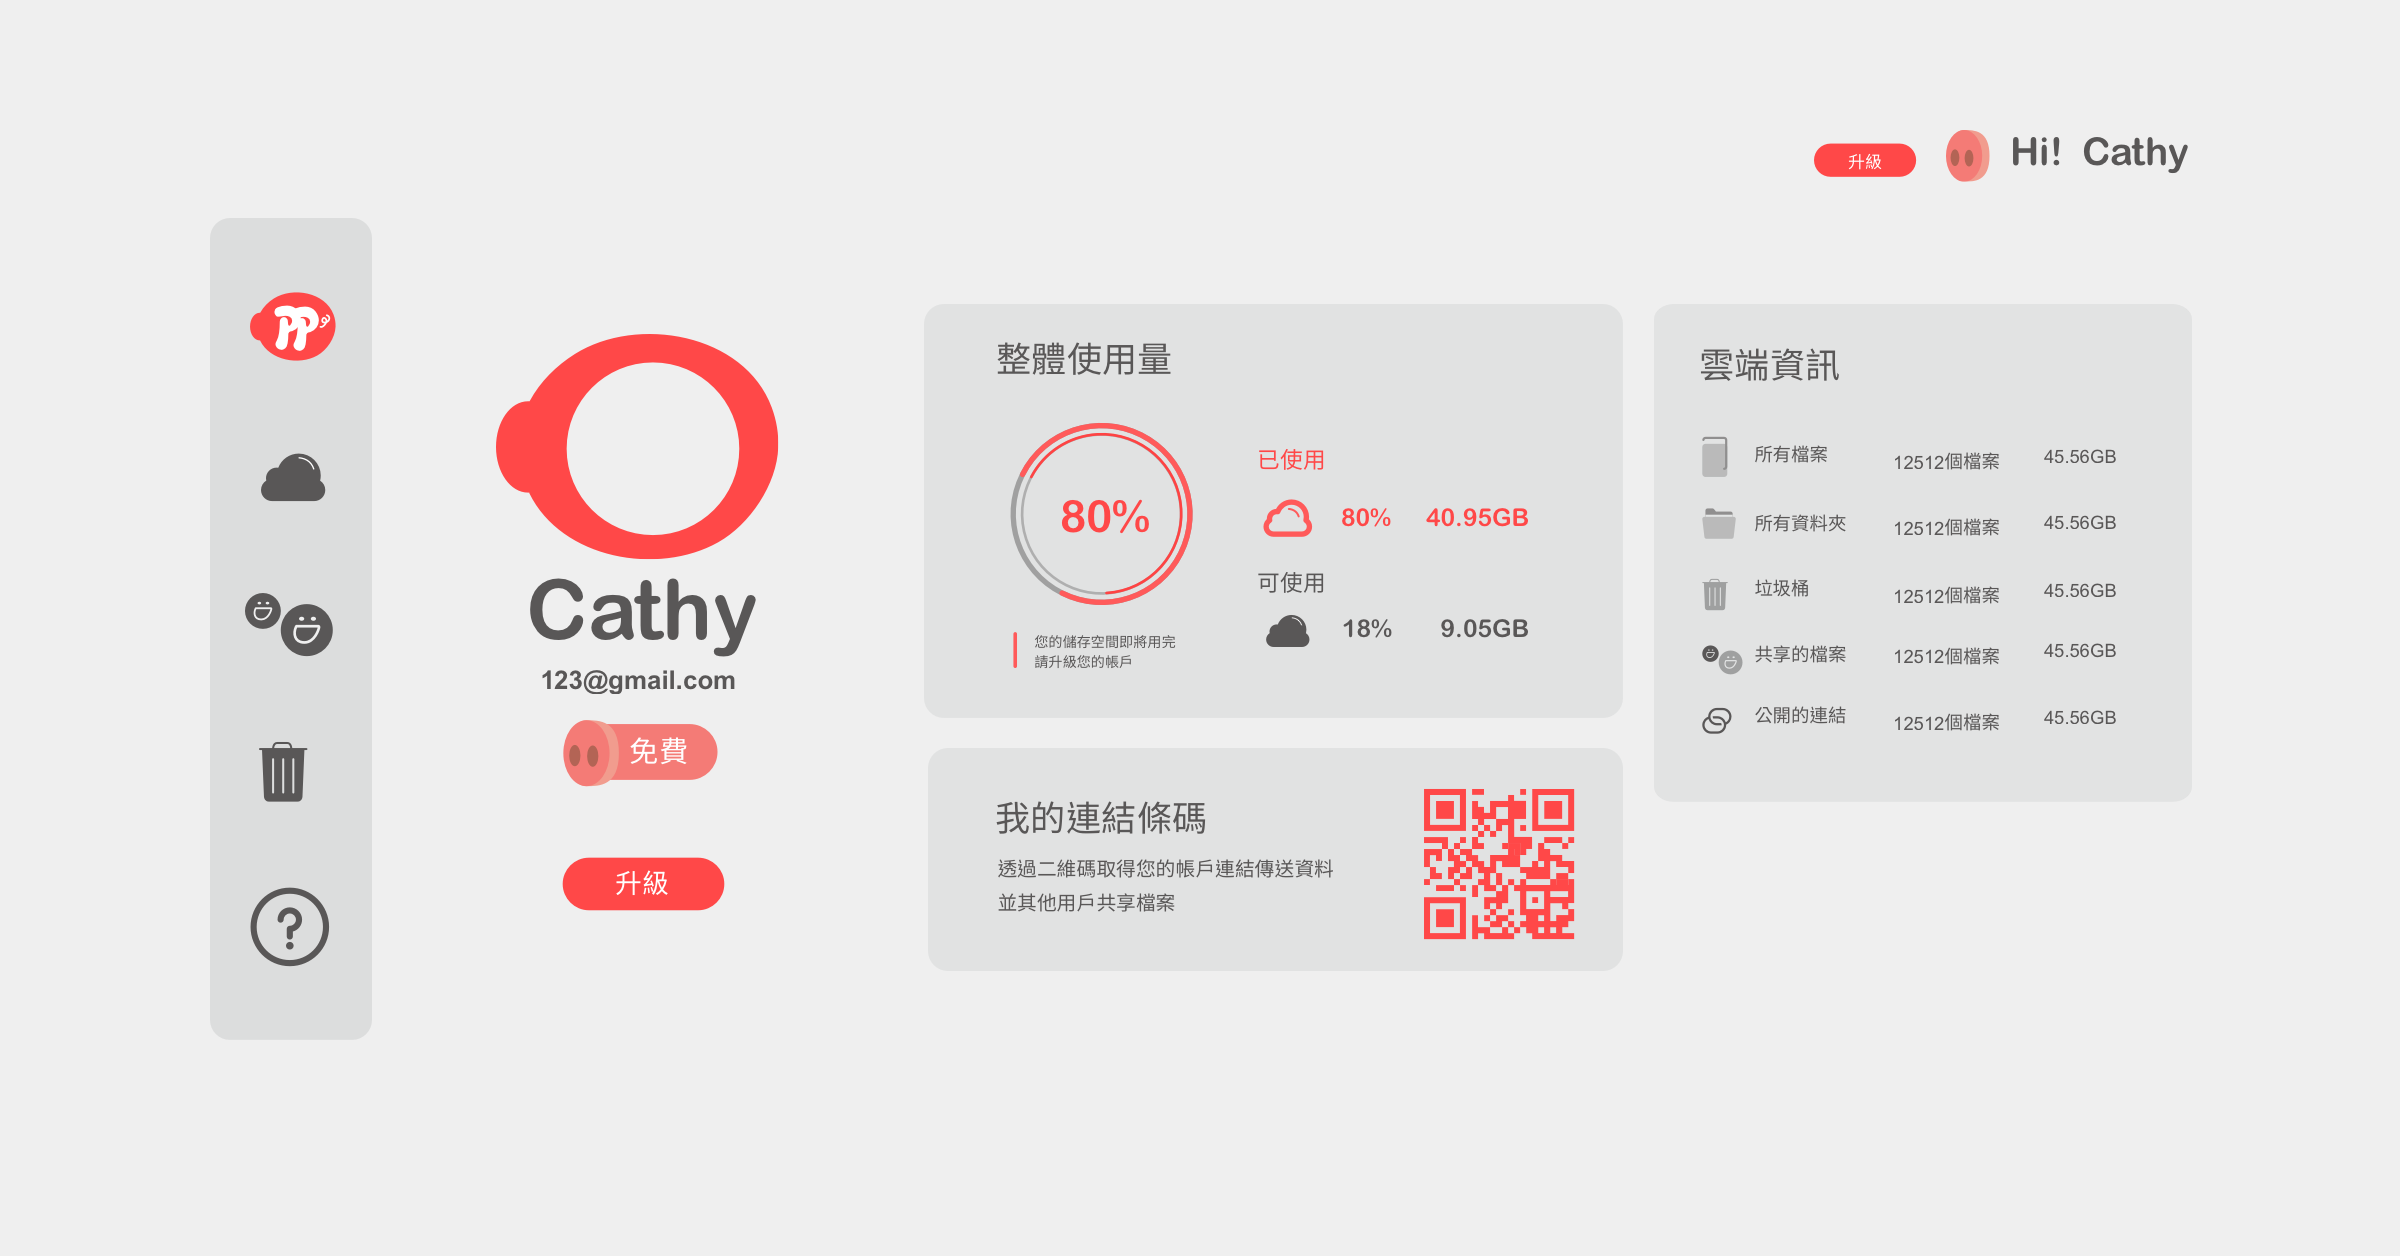 升級
Hi! Cathy
PP
Cathy
123@gmail.com
免費
升級
整體使用量
80%
您的儲存空間即將用完
請升級您的帳戶
已使用
80% 40.95GB
可使用
18% 9.05GB
我的連結條碼
透過二維碼取得您的帳戶連結傳送資料
並其他用戶共享檔案
雲端資訊
所有檔案 12512個檔案 45.56GB
所有資料夾 12512個檔案 45.56GB
垃圾桶 12512個檔案 45.56GB
共享的檔案 12512個檔案 45.56GB
公開的連結 12512個檔案 45.56GB